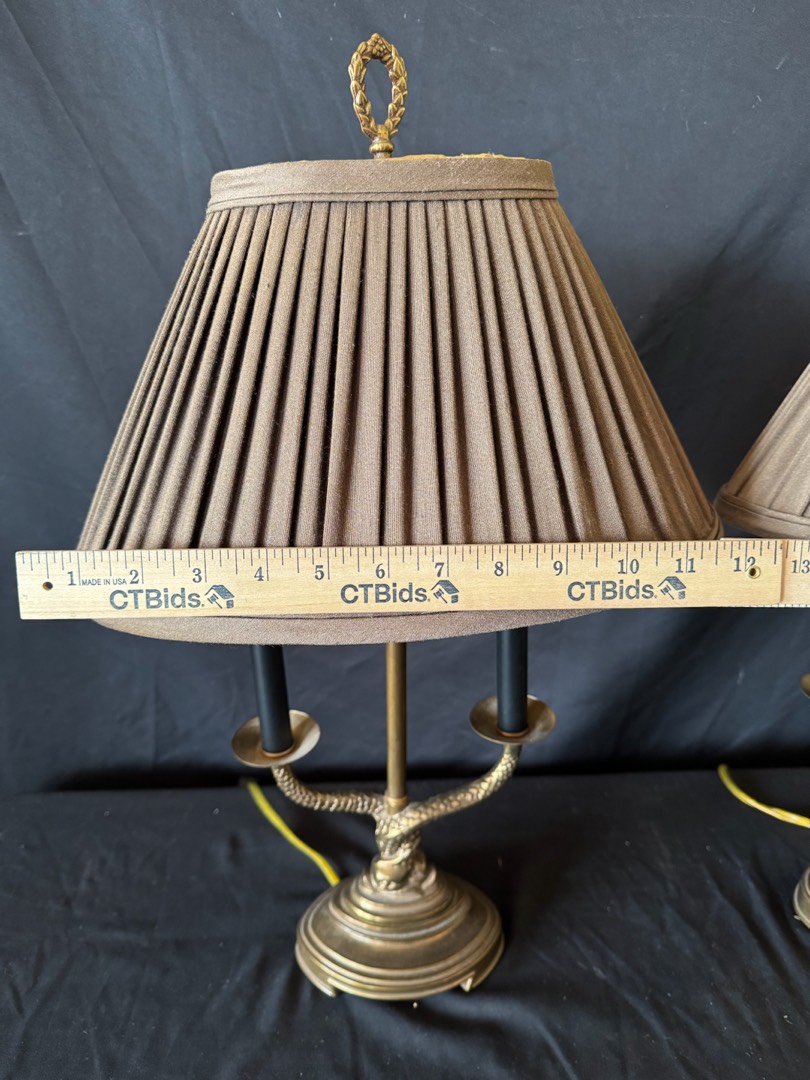 1 MADE IN USA 2 3 4 5 6 7 8 9 10 11 12 13
CTBids. CTBids. CTBids.